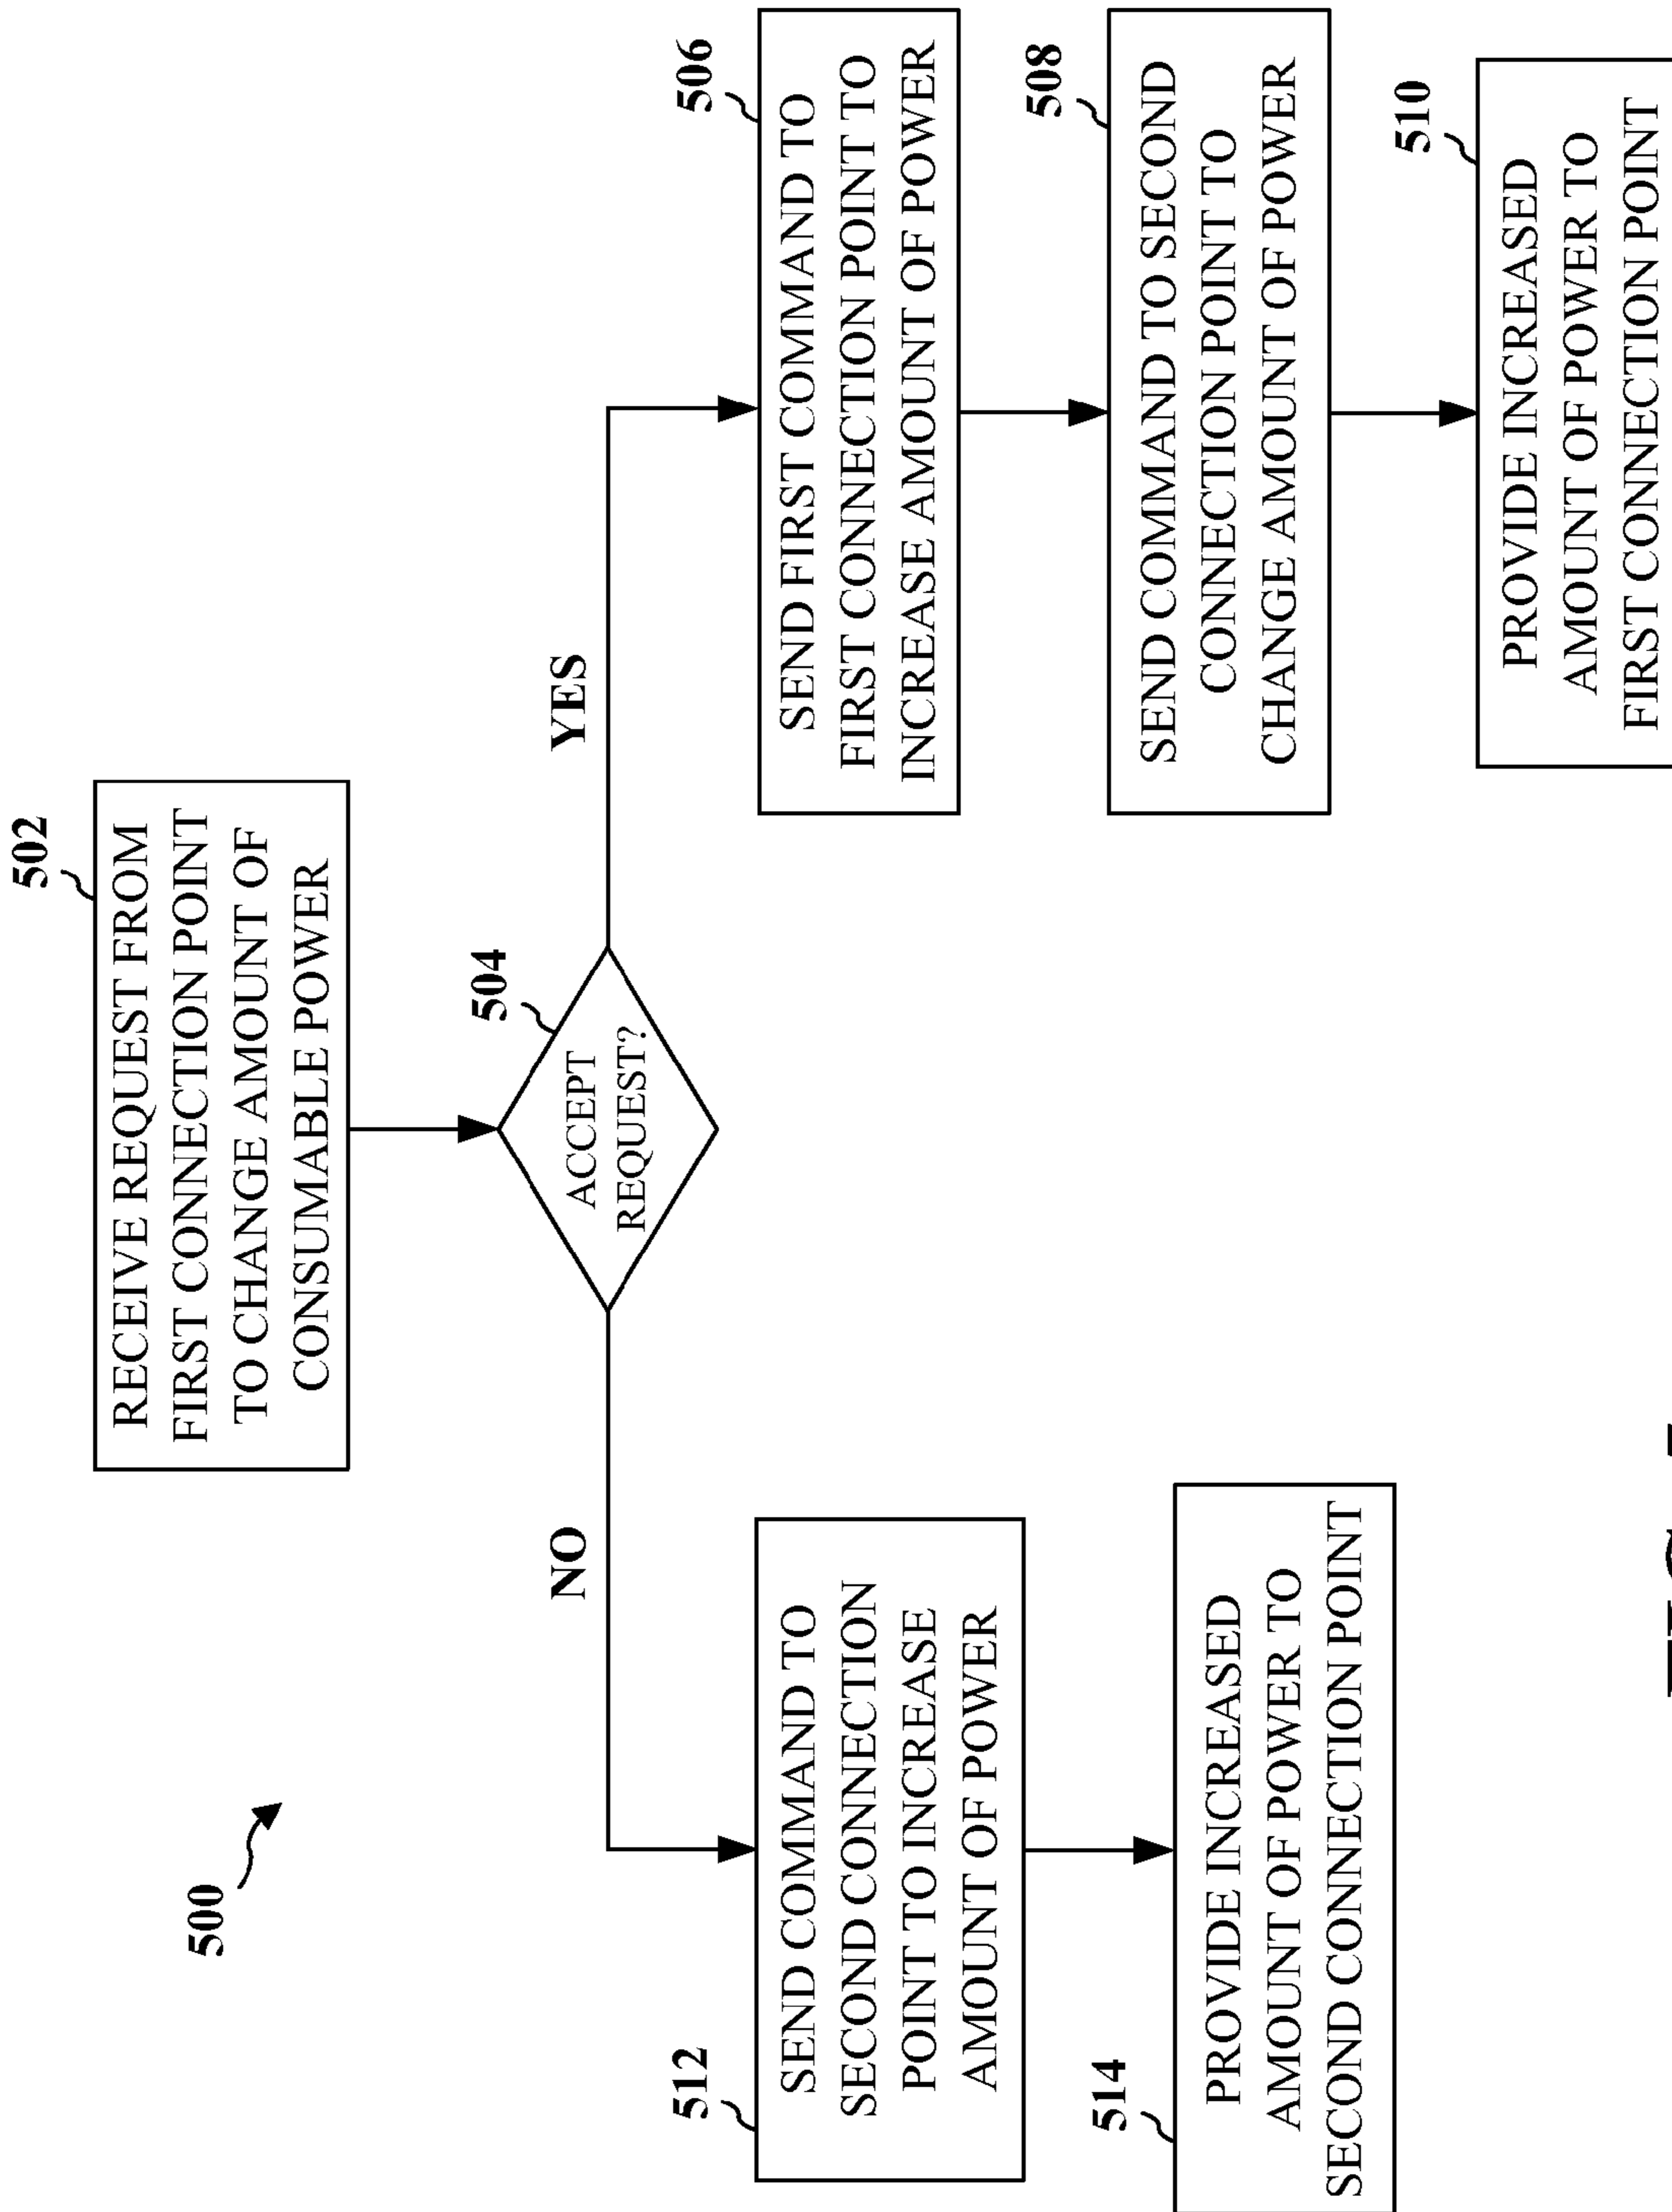 500
502
RECEIVE REQUEST FROM
FIRST CONNECTION POINT
TO CHANGE AMOUNT OF
CONSUMABLE POWER
504
ACCEPT
REQUEST?
NO
YES
512
SEND COMMAND TO
SECOND CONNECTION
POINT TO INCREASE
AMOUNT OF POWER
514
PROVIDE INCREASED
AMOUNT OF POWER TO
SECOND CONNECTION POINT
506
SEND FIRST COMMAND TO
FIRST CONNECTION POINT TO
INCREASE AMOUNT OF POWER
508
SEND COMMAND TO SECOND
CONNECTION POINT TO
CHANGE AMOUNT OF POWER
510
PROVIDE INCREASED
AMOUNT OF POWER TO
FIRST CONNECTION POINT